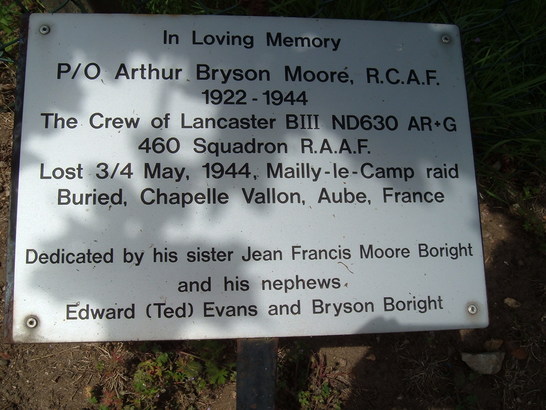 In Loving Memory
P/O Arthur Bryson Moore, R.C.A.F.
1922 - 1944
The Crew of Lancaster BIII ND630 AR+G
460 Squadron R.A.A.F.
Lost 3/4 May, 1944, Mailly-le-Camp raid
Buried, Chapelle Vallon, Aube, France
Dedicated by his sister Jean Francis Moore Boright
and his nephews
Edward (Ted) Evans and Bryson Boright